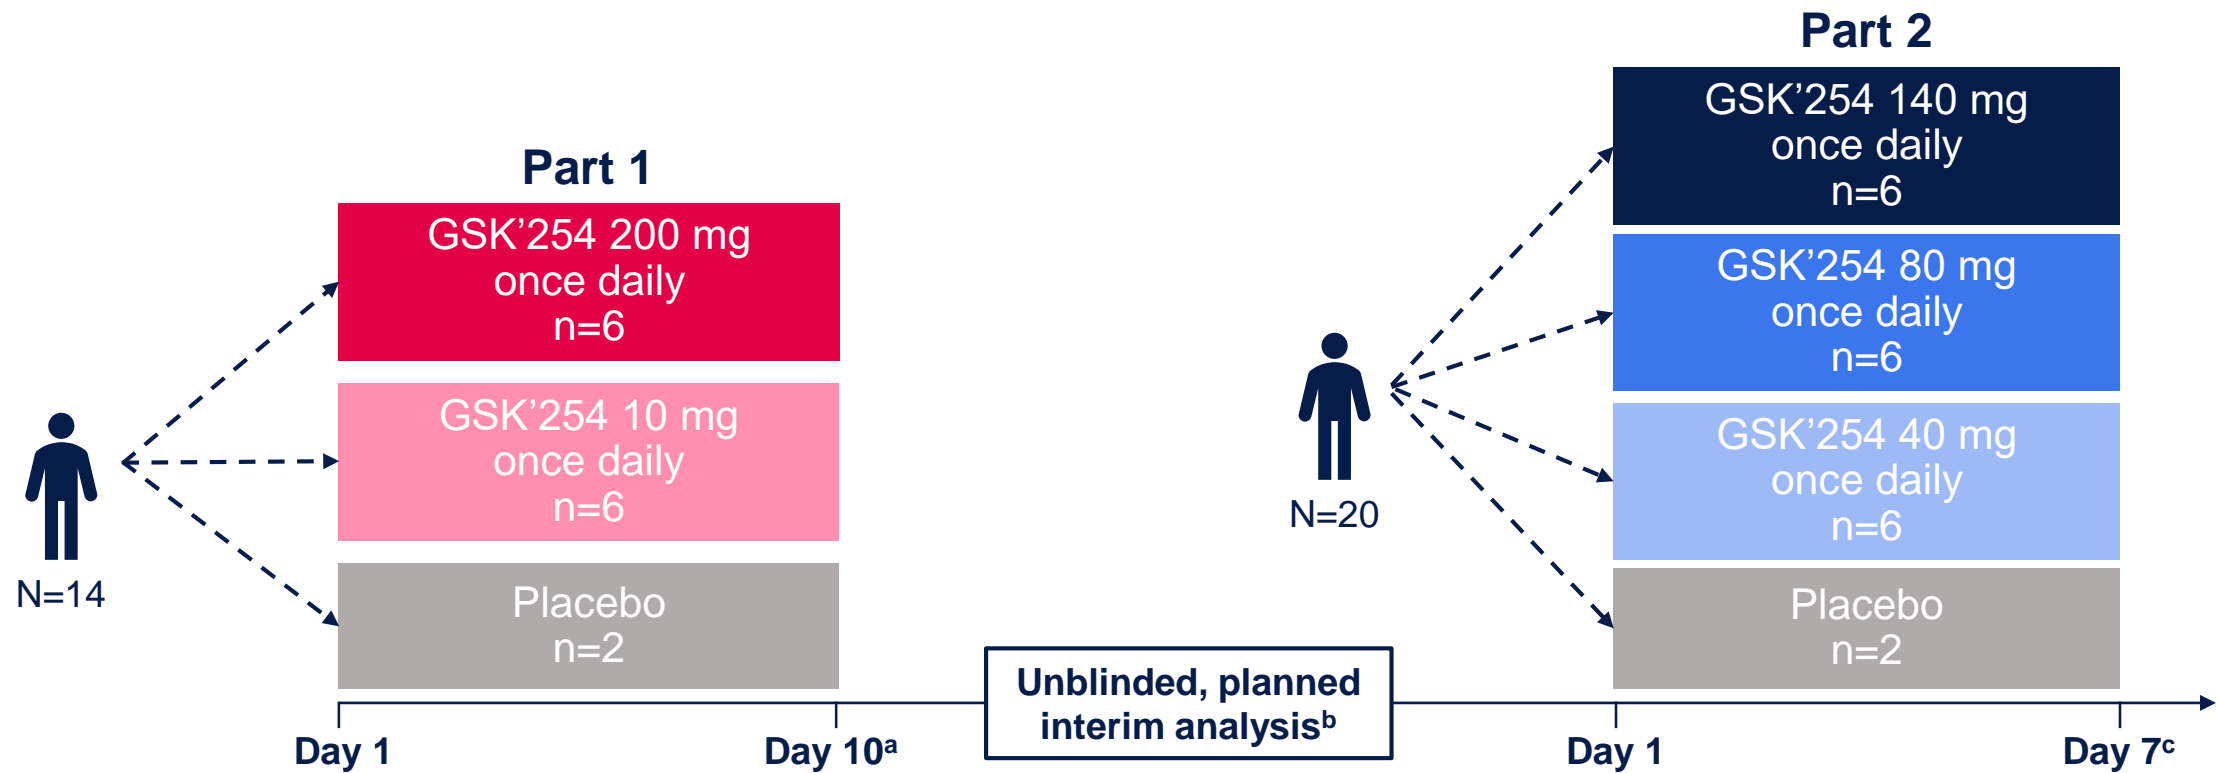 Part 1
GSK’254 200 mg
once daily
n=6
GSK’254 10 mg
once daily
n=6
Placebo
n=2
N=14
Day 1
Day 10ᵃ
Unblinded, planned
interim analysisᵇ
Part 2
GSK’254 140 mg
once daily
n=6
GSK’254 80 mg
once daily
n=6
GSK’254 40 mg
once daily
n=6
Placebo
n=2
N=20
Day 1
Day 7ᶜ